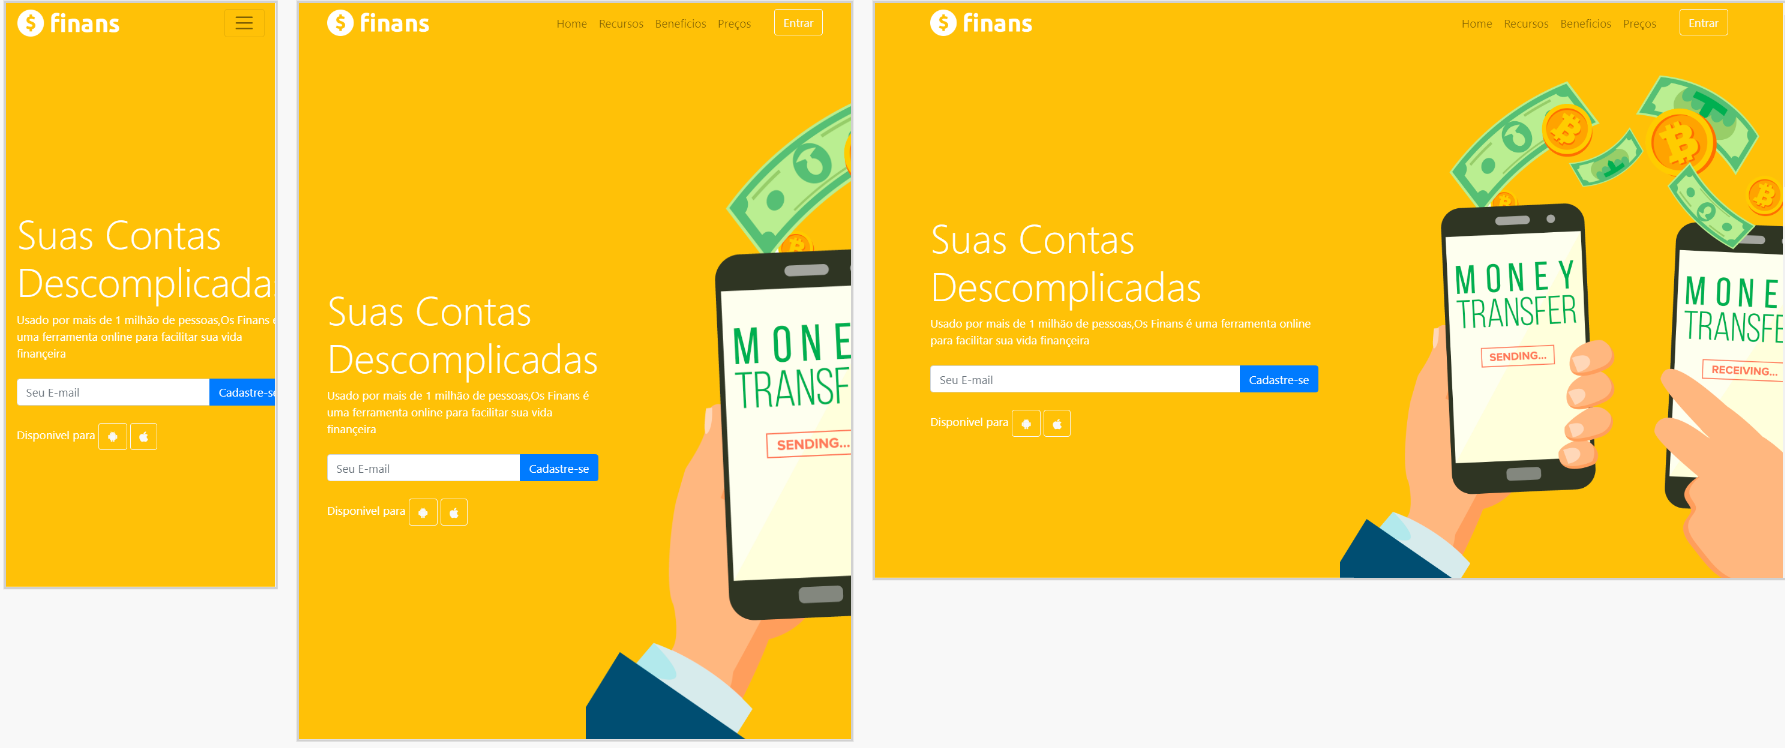 $ finans
Suas Contas
Descomplicada
Usado por mais de 1 milhão de pessoas,Os Finans é
uma ferramenta online para facilitar sua vida
finançeira
Seu E-mail Cadastre-se
Disponivel para
$ finans Home Recursos Beneficios Preços Entrar
MONE
TRANSFE
SENDING...
Suas Contas
Descomplicadas
Usado por mais de 1 milhão de pessoas,Os Finans é
uma ferramenta online para facilitar sua vida
finançeira
Seu E-mail Cadastre-se
Disponivel para
$ finans Home Recursos Beneficios Preços Entrar
Suas Contas
Descomplicadas
Usado por mais de 1 milhão de pessoas,Os Finans é uma ferramenta online
para facilitar sua vida finançeira
Seu E-mail Cadastre-se
Disponivel para
MONEY
TRANSFER
SENDING...
MONE
TRANSFE
RECEIVING...